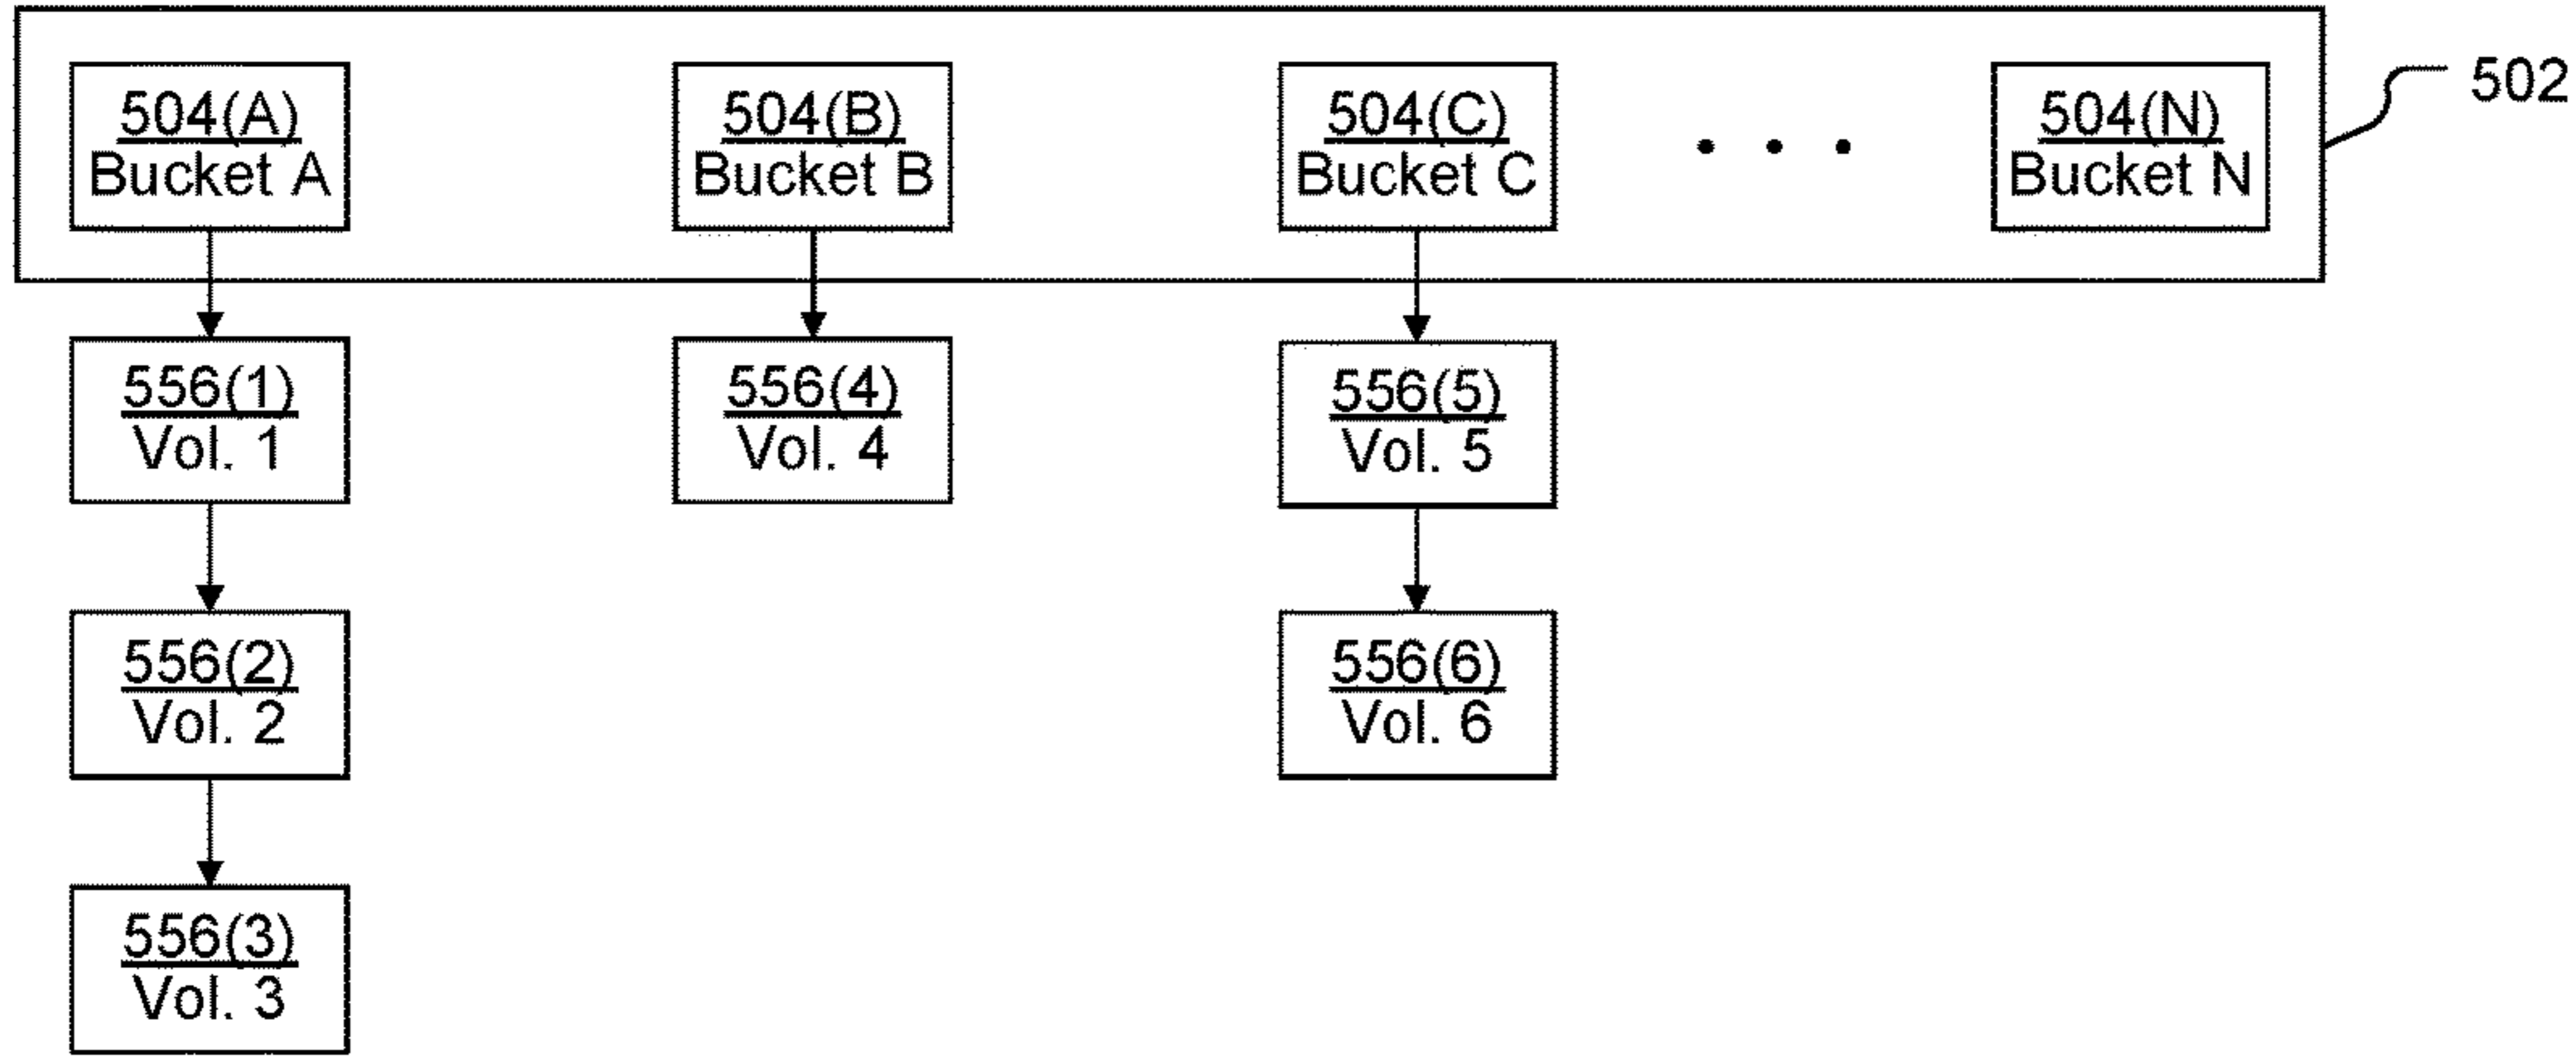 504(A)
Bucket A
504(B)
Bucket B
504(C)
Bucket C
• • •
504(N)
Bucket N
502
556(1)
Vol. 1
556(4)
Vol. 4
556(5)
Vol. 5
556(2)
Vol. 2
556(6)
Vol. 6
556(3)
Vol. 3